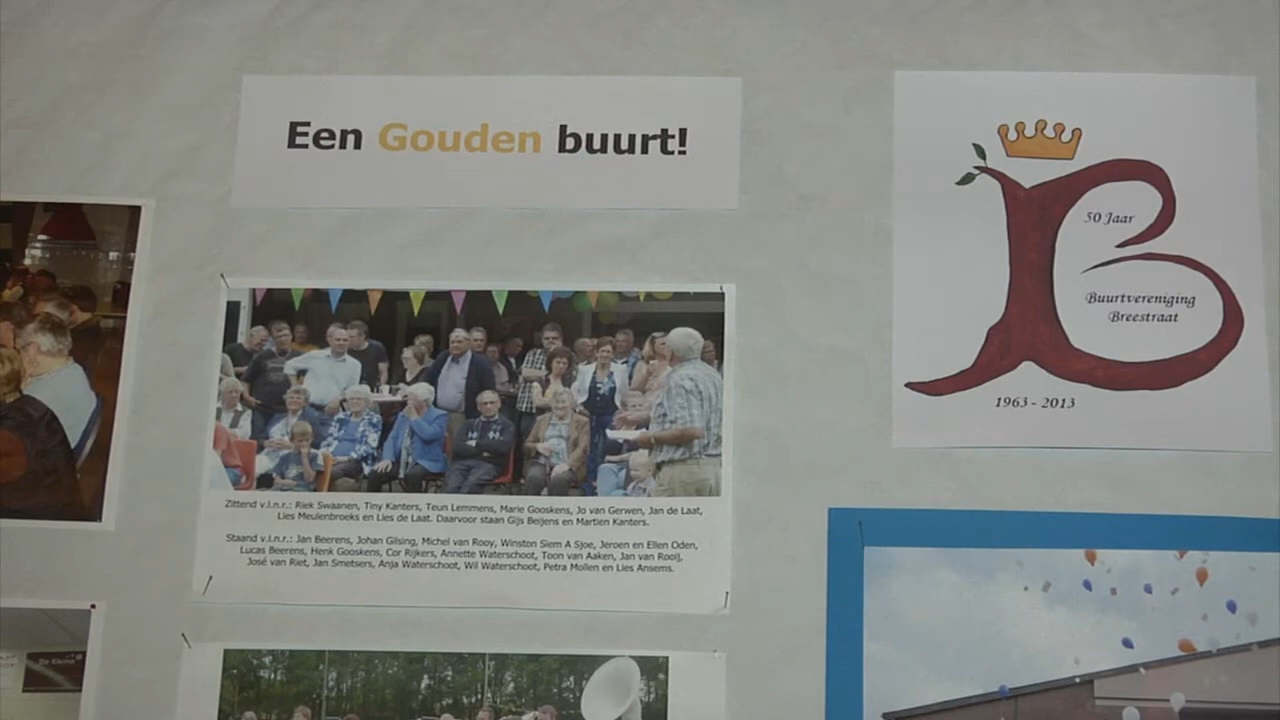 Een Gouden buurt!
50 Jaar
Buurtvereniging
Breestraat
1963 - 2013
Zittend v.l.n.r.: Riek Swaanen, Tiny Kanters, Teun Lemmens, Marie Gooskens, Jo van Gerwen, Jan de Laat,
Lies Meulenbroeks en Lies de Laat. Daarvoor staan Gijs Beijens en Martien Kanters.
Staand v.l.n.r.: Jan Beerens, Johan Gilsing, Michel van Rooy, Winston Siem A Sjoe, Jeroen en Ellen Oden,
Lucas Beerens, Henk Gooskens, Cor Rijkers, Annette Waterschoot, Toon van Aaken, Jan van Rooij,
José van Riet, Jan Smetsers, Anja Waterschoot, Wil Waterschoot, Petra Mollen en Lies Ansems.
De Kleine